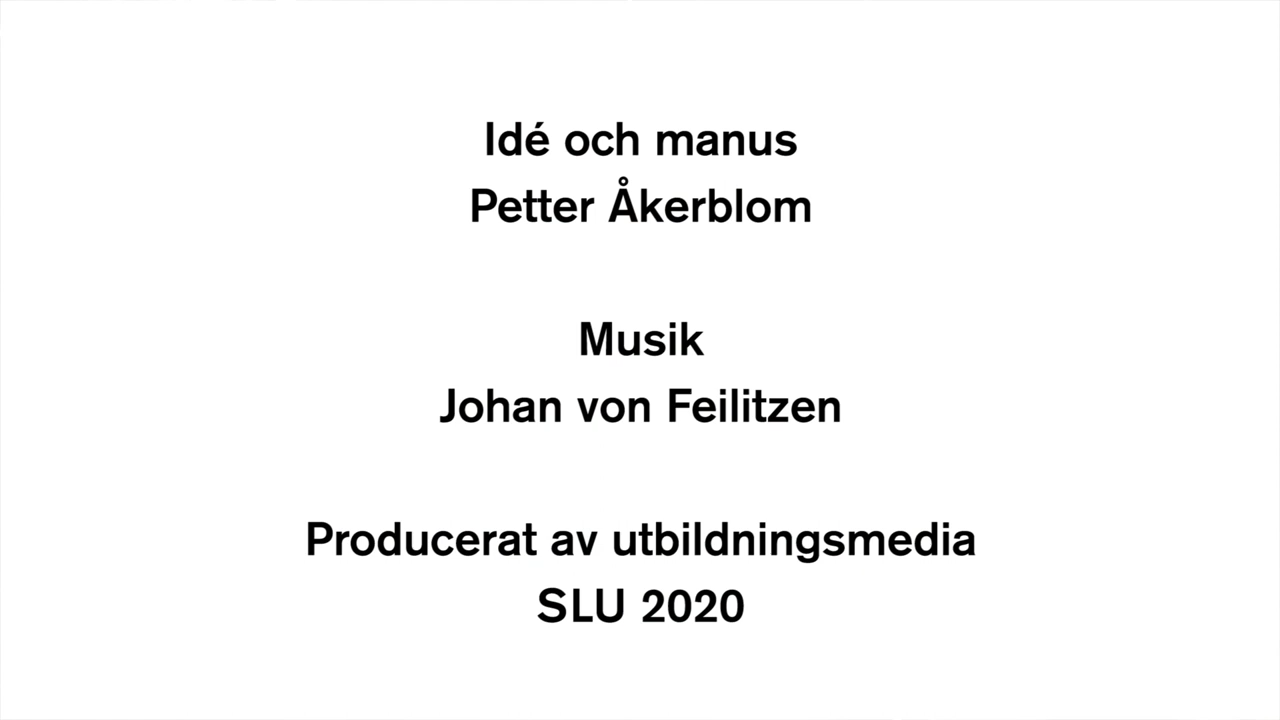 Idé och manus
Petter Åkerblom
Musik
Johan von Feilitzen
Producerat av utbildningsmedia
SLU 2020